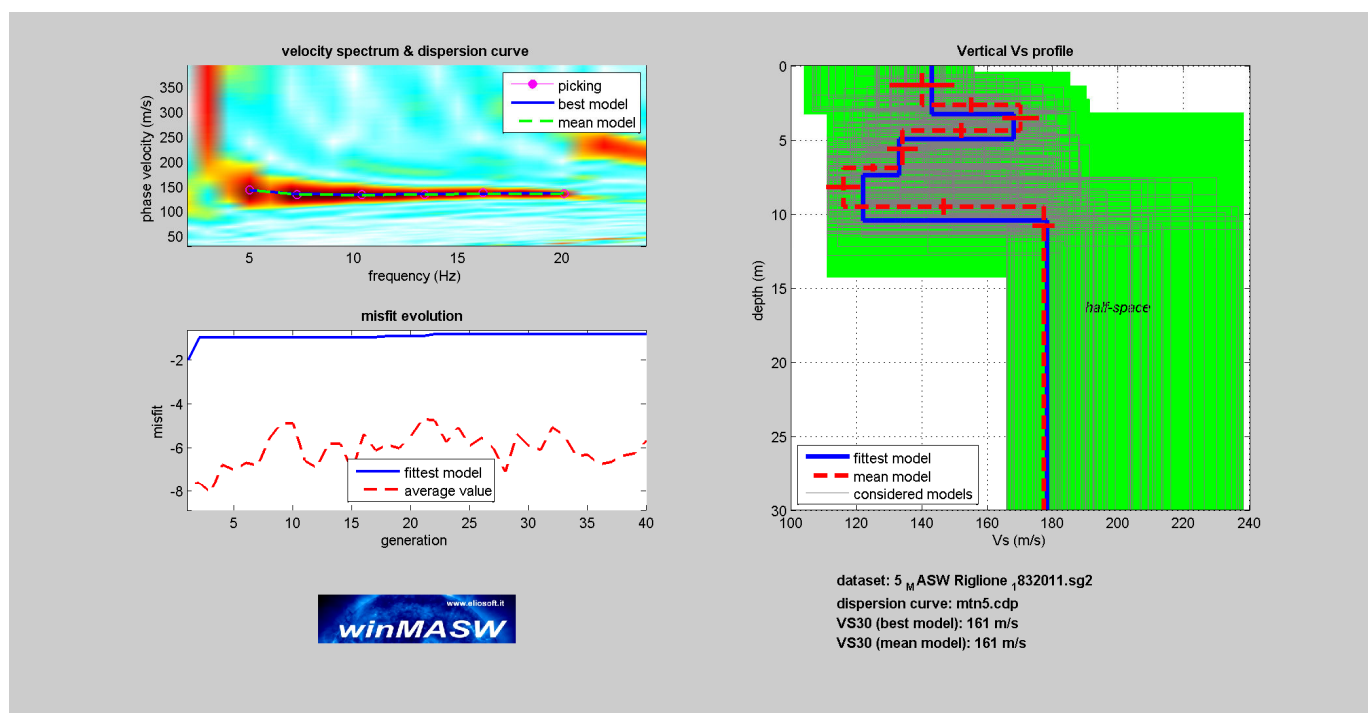 velocity spectrum & dispersion curve
350
300
250
200
150
100
50
phase velocity (m/s)
picking
best model
mean model
5
10
15
20
frequency (Hz)
misfit evolution
-2
-4
-6
-8
misfit
fittest model
average value
5
10
15
20
25
30
35
40
generation
www.eliosoft.it
winMASW
Vertical Vs profile
0
5
10
15
20
25
30
depth (m)
half-space
fittest model
mean model
considered models
100
120
140
160
180
200
220
240
Vs (m/s)
dataset: 5 MASW Riglione 1832011.sg2
dispersion curve: mtn5.cdp
VS30 (best model): 161 m/s
VS30 (mean model): 161 m/s